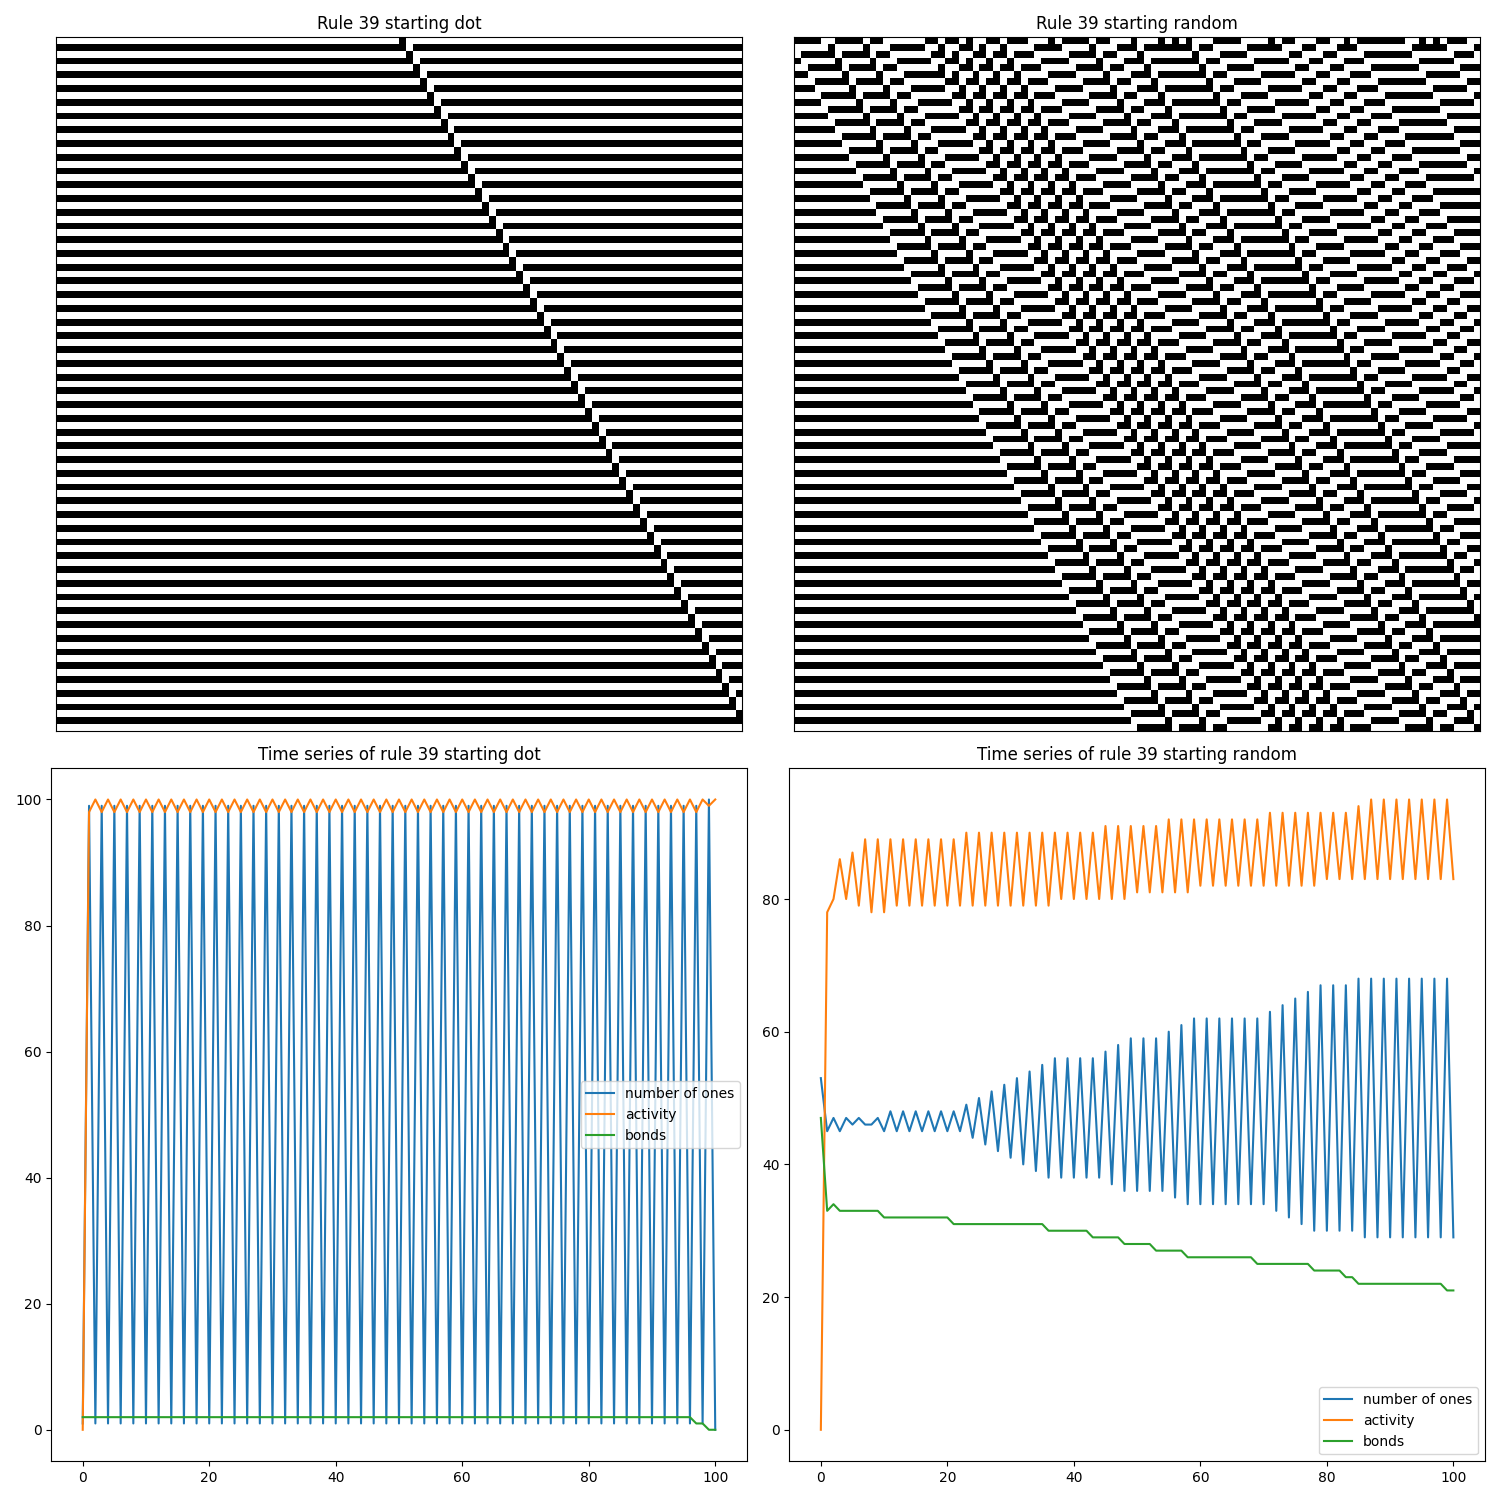 Rule 39 starting dot
Rule 39 starting random
Time series of rule 39 starting dot
100
80
60
40
20
0
0 20 40 60 80 100
number of ones
activity
bonds
Time series of rule 39 starting random
80
60
40
20
0
0 20 40 60 80 100
number of ones
activity
bonds